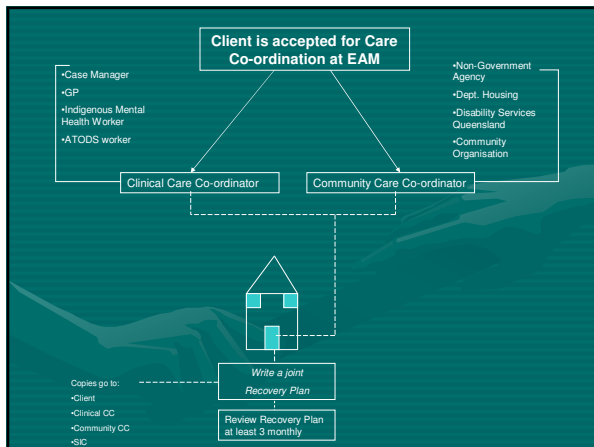 Client is accepted for Care
Co-ordination at EAM
•Case Manager
•GP
•Indigenous Mental
Health Worker
•ATODS worker
•Non-Government
Agency
•Dept. Housing
•Disability Services
Queensland
•Community
Organisation
Clinical Care Co-ordinator
Community Care Co-ordinator
Write a joint
Recovery Plan
Copies go to:
•Client
•Clinical CC
•Community CC
•SIC
Review Recovery Plan
at least 3 monthly